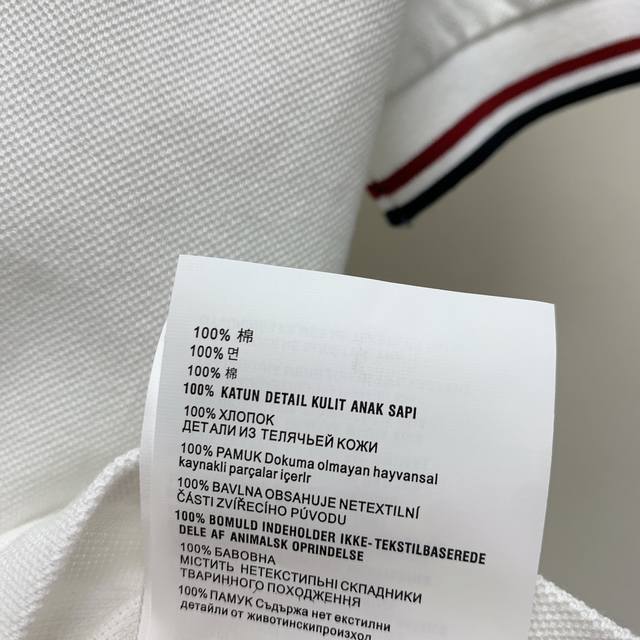 100% 棉
100% 면
100% 棉
100% KATUN DETAIL KULIT ANAK SAPI
100% ХЛОПОК
ДЕТАЛИ ИЗ ТЕЛЯЧЬЕЙ КОЖИ
100% PAMUK Dokuma olmayan hayvansal
kaynakli parçalar içerir
100% BAVLNA OBSAHUJE NETEXTILNÍ
ČÁSTI ZVÍŘECÍHO PŮVODU
100% BOMULD INDEHOLDER IKKE-TEKSTILBASEREDE
DELE AF ANIMALSK OPRINDELSE
100% БАВОВНА
МІСТИТЬ НЕТЕКСТИЛЬНІ СКЛАДНИКИ
ТВАРИННОГО ПОХОДЖЕННЯ
100% ПАМУК Съдържа нет екстилни
детайли от животинскипроизход